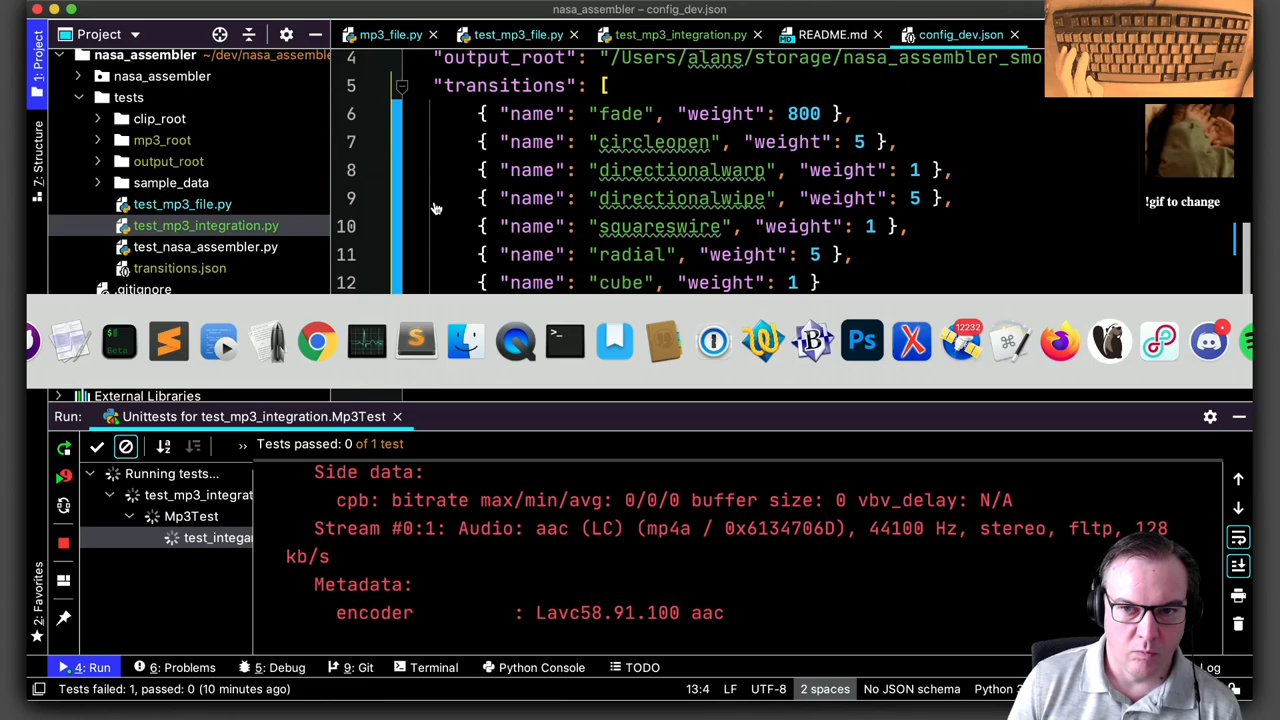 nasa_assembler – config_dev.json
Project
mp3_file.py
test_mp3_file.py
test_mp3_integration.py
README.md
config_dev.json
1: Project
nasa_assembler ~/dev/nasa_assemble
nasa_assembler
tests
clip_root
mp3_root
output_root
sample_data
test_mp3_file.py
test_mp3_integration.py
test_nasa_assembler.py
transitions.json
.gitignore
External Libraries
7: Structure
2: Favorites
4 "output_root": "/Users/alans/storage/nasa_assembler_smo
5 "transitions": [
6 { "name": "fade", "weight": 800 },
7 { "name": "circleopen", "weight": 5 },
8 { "name": "directionalwarp", "weight": 1 },
9 { "name": "directionalwipe", "weight": 5 },
10 { "name": "squareswire", "weight": 1 },
11 { "name": "radial", "weight": 5 },
12 { "name": "cube", "weight": 1 }
!gif to change
$
Beta
S
B
Ps
X
12232
Run: Unittests for test_mp3_integration.Mp3Test
» Tests passed: 0 of 1 test
Running tests...
test_mp3_integrat
Mp3Test
test_integar
Side data:
cpb: bitrate max/min/avg: 0/0/0 buffer size: 0 vbv_delay: N/A
Stream #0:1: Audio: aac (LC) (mp4a / 0x6134706D), 44100 Hz, stereo, fltp, 128
kb/s
Metadata:
encoder : Lavc58.91.100 aac
4: Run
6: Problems
5: Debug
9: Git
Terminal
Python Console
TODO
Log
Tests failed: 1, passed: 0 (10 minutes ago)
13:4 LF UTF-8 2 spaces No JSON schema Python 3